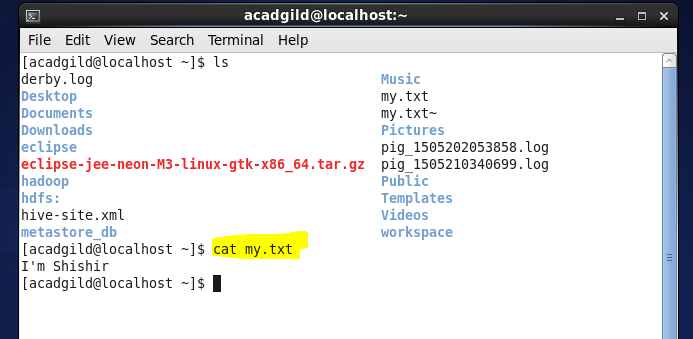 acadgild@localhost:~
File Edit View Search Terminal Help
[acadgild@localhost ~]$ ls
derby.log Music
Desktop my.txt
Documents my.txt~
Downloads Pictures
eclipse pig_1505202053858.log
eclipse-jee-neon-M3-linux-gtk-x86_64.tar.gz pig_1505210340699.log
hadoop Public
hdfs: Templates
hive-site.xml Videos
metastore_db workspace
[acadgild@localhost ~]$ cat my.txt
I'm Shishir
[acadgild@localhost ~]$